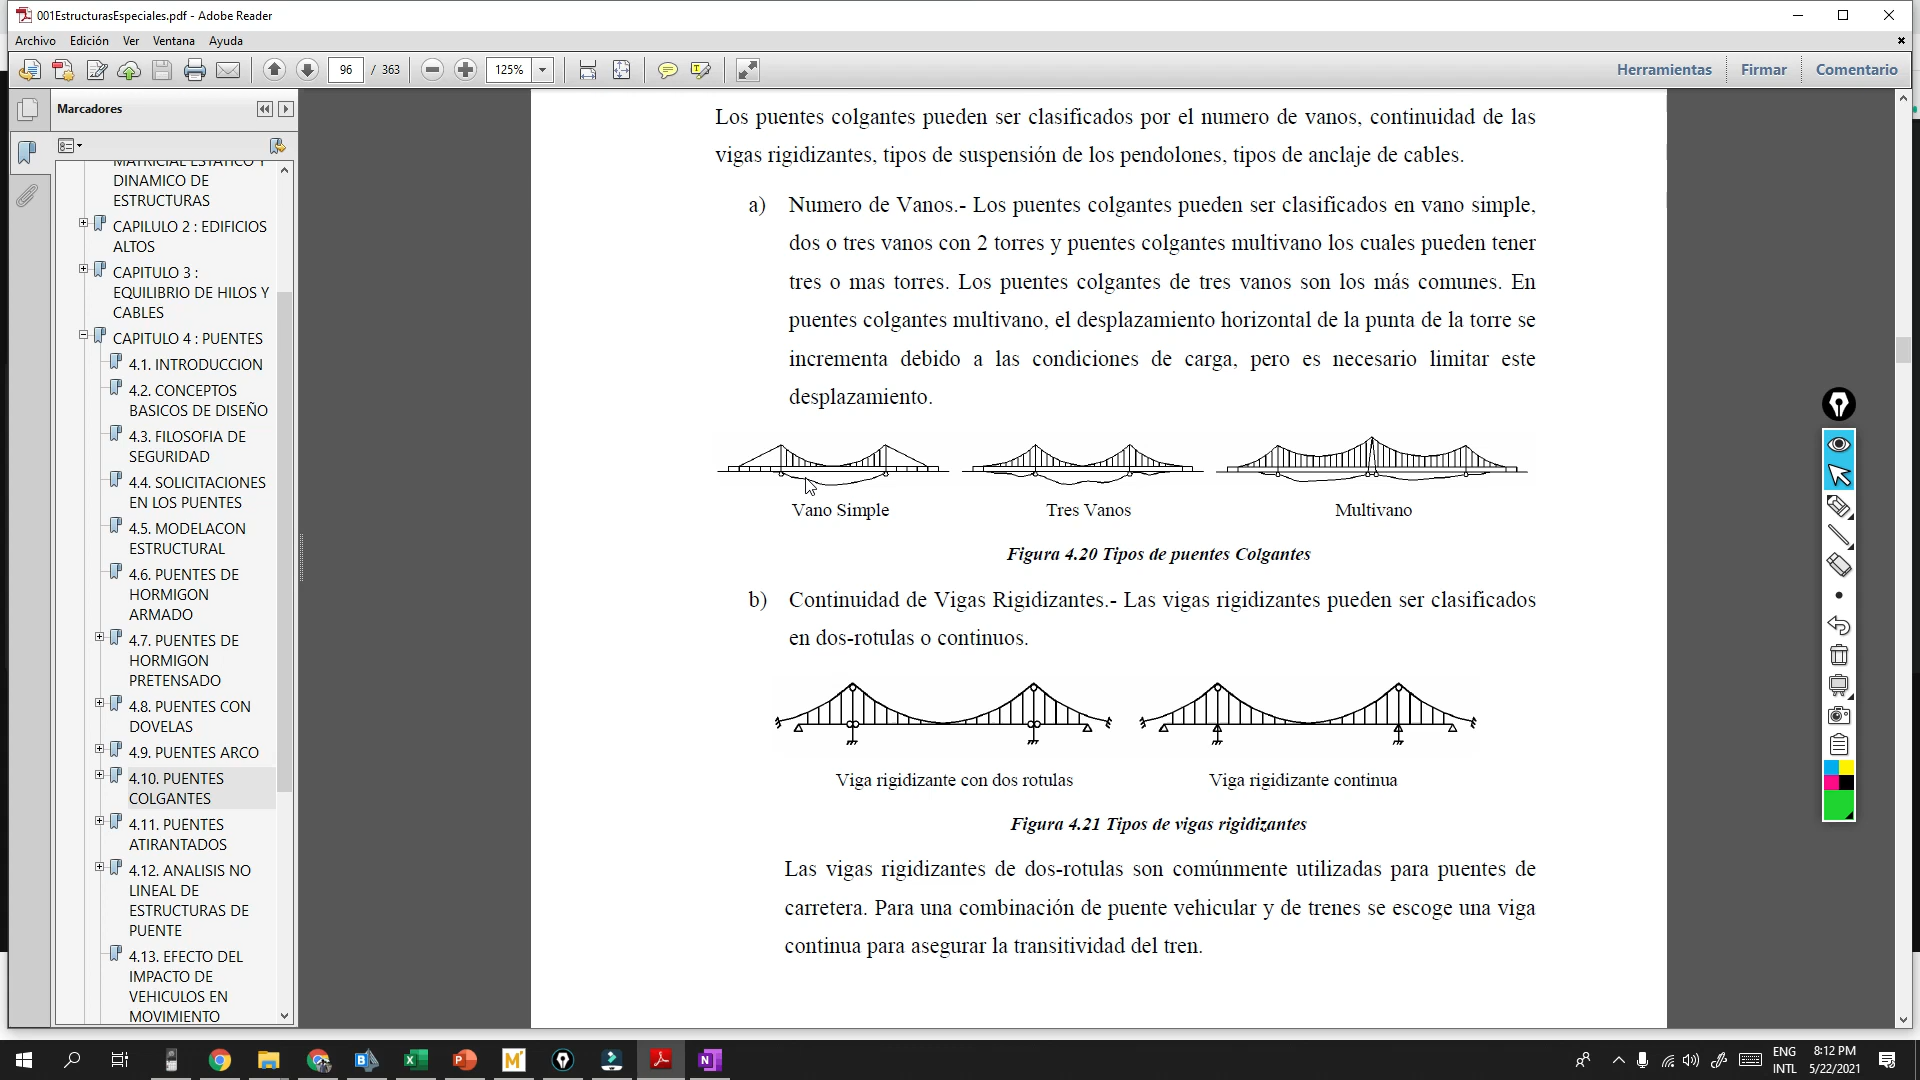 001EstructurasEspeciales.pdf - Adobe Reader
Archivo Edición Ver Ventana Ayuda
96 / 363 125% Herramientas Firmar Comentario
Marcadores
MATRICIAL ESTATICO Y
DINAMICO DE
ESTRUCTURAS
CAPILULO 2 : EDIFICIOS
ALTOS
CAPITULO 3 :
EQUILIBRIO DE HILOS Y
CABLES
CAPITULO 4 : PUENTES
4.1. INTRODUCCION
4.2. CONCEPTOS
BASICOS DE DISEÑO
4.3. FILOSOFIA DE
SEGURIDAD
4.4. SOLICITACIONES
EN LOS PUENTES
4.5. MODELACON
ESTRUCTURAL
4.6. PUENTES DE
HORMIGON
ARMADO
4.7. PUENTES DE
HORMIGON
PRETENSADO
4.8. PUENTES CON
DOVELAS
4.9. PUENTES ARCO
4.10. PUENTES
COLGANTES
4.11. PUENTES
ATIRANTADOS
4.12. ANALISIS NO
LINEAL DE
ESTRUCTURAS DE
PUENTE
4.13. EFECTO DEL
IMPACTO DE
VEHICULOS EN
MOVIMIENTO
Los puentes colgantes pueden ser clasificados por el numero de vanos, continuidad de las
vigas rigidizantes, tipos de suspensión de los pendolones, tipos de anclaje de cables.
a) Numero de Vanos.- Los puentes colgantes pueden ser clasificados en vano simple,
dos o tres vanos con 2 torres y puentes colgantes multivano los cuales pueden tener
tres o mas torres. Los puentes colgantes de tres vanos son los más comunes. En
puentes colgantes multivano, el desplazamiento horizontal de la punta de la torre se
incrementa debido a las condiciones de carga, pero es necesario limitar este
desplazamiento.
Vano Simple Tres Vanos Multivano
Figura 4.20 Tipos de puentes Colgantes
b) Continuidad de Vigas Rigidizantes.- Las vigas rigidizantes pueden ser clasificados
en dos-rotulas o continuos.
Viga rigidizante con dos rotulas Viga rigidizante continua
Figura 4.21 Tipos de vigas rigidizantes
Las vigas rigidizantes de dos-rotulas son comúnmente utilizadas para puentes de
carretera. Para una combinación de puente vehicular y de trenes se escoge una viga
continua para asegurar la transitividad del tren.
ENG 8:12 PM
INTL 5/22/2021